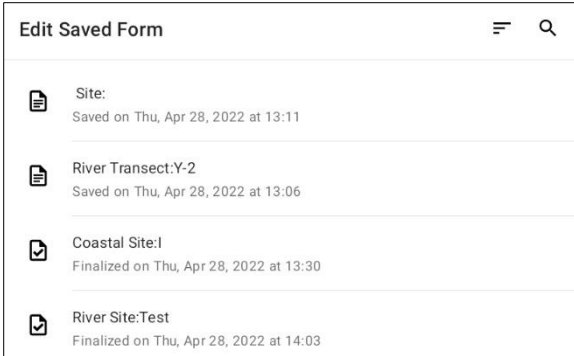 Edit Saved Form
Site:
Saved on Thu, Apr 28, 2022 at 13:11
River Transect:Y-2
Saved on Thu, Apr 28, 2022 at 13:06
Coastal Site:I
Finalized on Thu, Apr 28, 2022 at 13:30
River Site:Test
Finalized on Thu, Apr 28, 2022 at 14:03